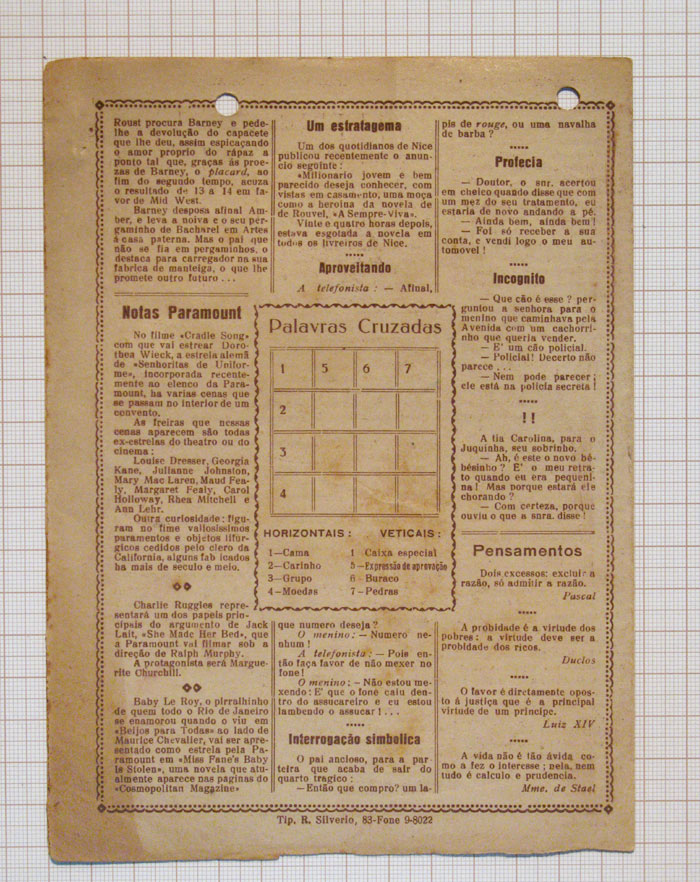 Roust procura Barney e pede-
lhe a devolução do capacete
que lhe deu, assim espicaçando
o amor proprio do rápaz a
ponto tal que, graças ás proe-
zas de Barney, o placard, ao
fim do segundo tempo, acuza
o resultado de 13 a 14 em fa-
vor de Mid West.
Barney desposa afinal Am-
ber, e leva a noiva e o seu per-
gaminho de Bacharel em Artes
á casa paterna. Mas o pai que
não se fia em pergaminhos, o
destaca para carregador na sua
fabrica de manteiga, o que lhe
promete outro futuro . . .
Notas Paramount
No filme «Cradle Song»
com que vai estrear Doro-
thea Wieck, a estrela alemã
de «Senhoritas de Unifor-
me», incorporada recente-
mente ao elenco da Para-
mount, ha varias cenas que
se passam no interior de um
convento.
As freiras que nessas
cenas aparecem são todas
ex-estrelas do theatro ou do
cinema:
Louise Dresser, Georgia
Kane, Julianne Johnston,
Mary Mac Laren, Maud Fea-
ly, Margaret Fealy, Carol
Holloway, Rhea Mitchell e
Ann Lehr.
Outra curiosidade: figu-
ram no fime valiosissimos
paramentos e objetos litúr-
gicos cedidos pelo clero da
California, alguns fab icados
ha mais de seculo e meio.
Charlie Ruggles repre-
sentará um dos papeis prin-
cipais do argumento de Jack
Lait, «She Made Her Bed», que
a Paramount vai filmar sob a
direção de Ralph Murphy.
A protagonista será Margue-
rite Churchill.
Baby Le Roy, o pirralhinho
de quem todo o Rio de Janeiro
se enamorou quando o viu em
«Beijos para Todas» ao lado de
Maurice Chevalier, vai ser apre-
sentado como estrela pela Pa-
ramount em «Miss Fane's Baby
is Stolen», uma novela que atu-
almente aparece nas paginas do
«Cosmopolitan Magazine»
Um estratagema
Um dos quotidianos de Nice
publicou recentemente o anun-
cio seguinte:
«Milionario jovem e bem
parecido deseja conhecer, com
vistas em casamento, uma moça
como a heroina da novela de
de Rouvel, «A Sempre-Viva».
Vinte e quatro horas depois,
estava esgotada a novela em
todos os livreiros de Nice.
Aproveitando
A telefonista : — Afinal,
Palavras Cruzadas
1 5 6 7
2
3
4
HORIZONTAIS : VETICAIS :
1—Cama 1 - Caixa especial
2—Carinho 5 —Expressão de aprovação
3—Grupo 6 — Buraco
4—Moedas 7 — Pedras
que numero deseja?
O menino: — Numero ne-
nhum!
A telefonista: — Pois en-
tão faça favor de não mexer no
fone!
O menino: — Não estou me-
xendo: E' que o fone caiu den-
tro do assucareiro e eu estou
lambendo o assucar! . . .
Interrogacão simbolica
O pai ancioso, para a par-
teira que acaba de sair do
quarto tragico:
— Então que compro? um la-
pis de rouge, ou uma navalha
de barba ?
Profecia
— Doutor, o snr. acertou
em cheico quando disse que com
um mez do seu tratamento, eu
estaria de novo andando a pé.
— Ainda bem, ainda bem!
— Foi só receber a sua
conta, e vendi logo o meu au-
tomovel !
Incognito
— Que cão é esse ? per-
guntou a senhora para o
menino que caminhava pela
Avenida com um cachorri-
nho que queria vender.
— E' um cão policial.
— Policial! Decerto não
parece . . .
— Nem pode parecer;
ele está na policia secreta !
! !
A tia Carolina, para o
Juquinha, seu sobrinho.
— Ah, é este o novo bé-
bésinho ? E' o meu retra-
to quando eu era pequeni-
na! Mas porque estará ele
chorando ?
— Com certeza, porque
ouviu o que a snra. disse !
Pensamentos
Dois excessos: excluir a
razão, só admitir a razão.
Pascal
A probidade é a virtude dos
pobres: a virtude deve ser a
probidade dos ricos.
Duclos
O favor é diretamente opos-
to á justiça que é a principal
virtude de um principe.
Luiz XIV
A vida não é tão ávida co-
mo a fez o interesse; nela, nem
tudo é calculo e prudencia.
Mme. de Stael
Tip. R. Silverio, 83-Fone 9-8022